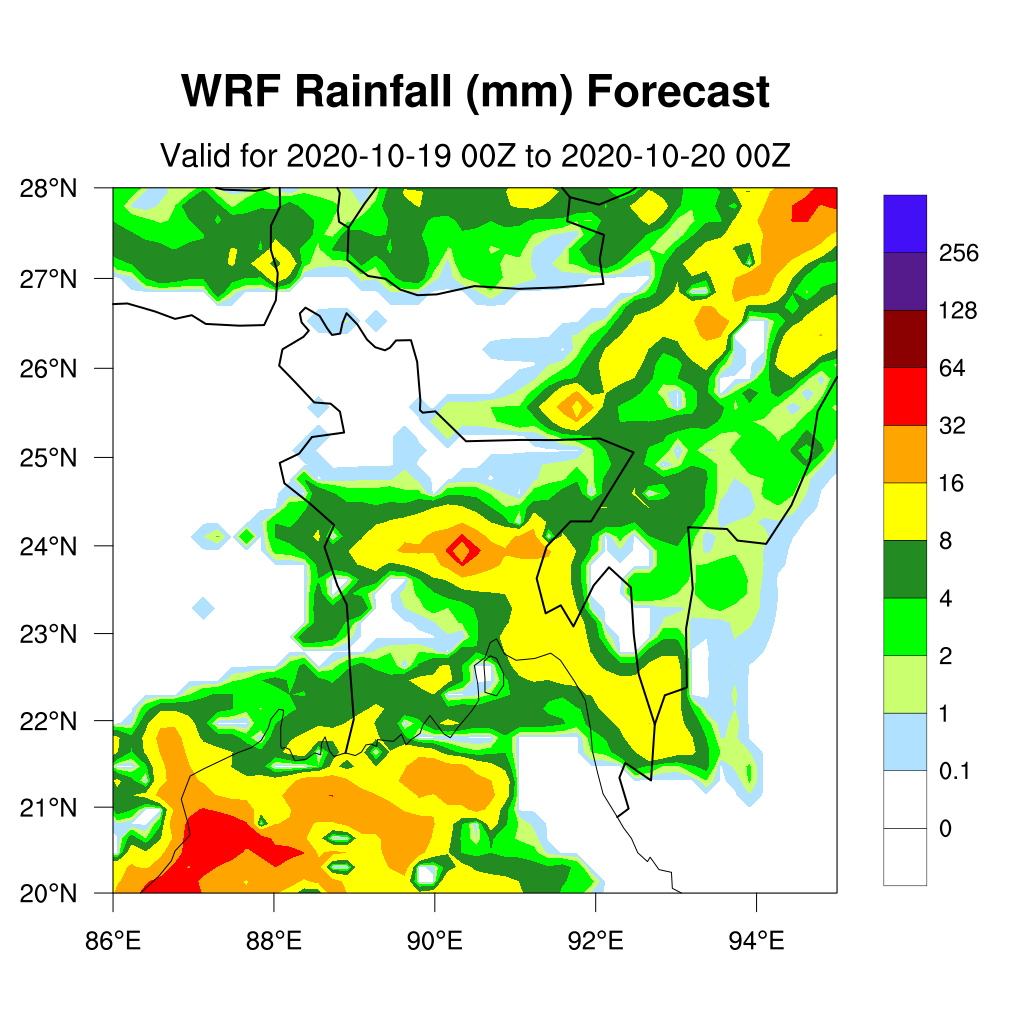 WRF Rainfall (mm) Forecast
Valid for 2020-10-19 00Z to 2020-10-20 00Z
28°N
27°N
26°N
25°N
24°N
23°N
22°N
21°N
20°N
86°E 88°E 90°E 92°E 94°E
256
128
64
32
16
8
4
2
1
0.1
0